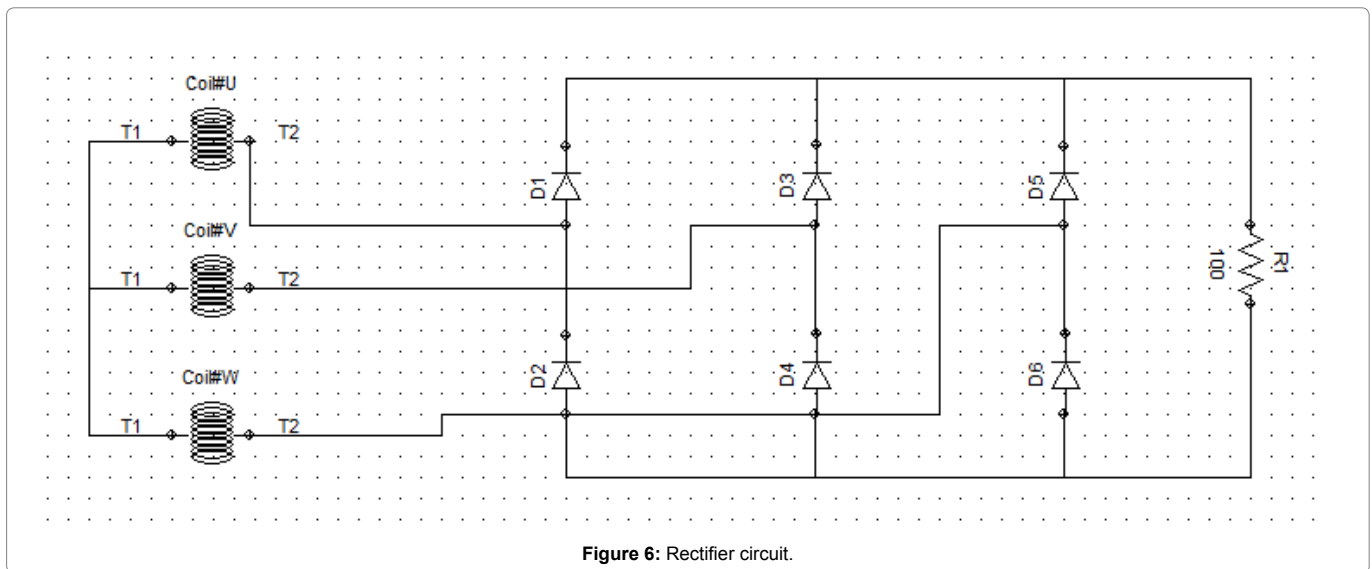 Coil#U
T1 T2
D1 D3 D5
Coil#V
T1 T2
R1
100
D2 D4 D6
Coil#W
T1 T2
Figure 6: Rectifier circuit.